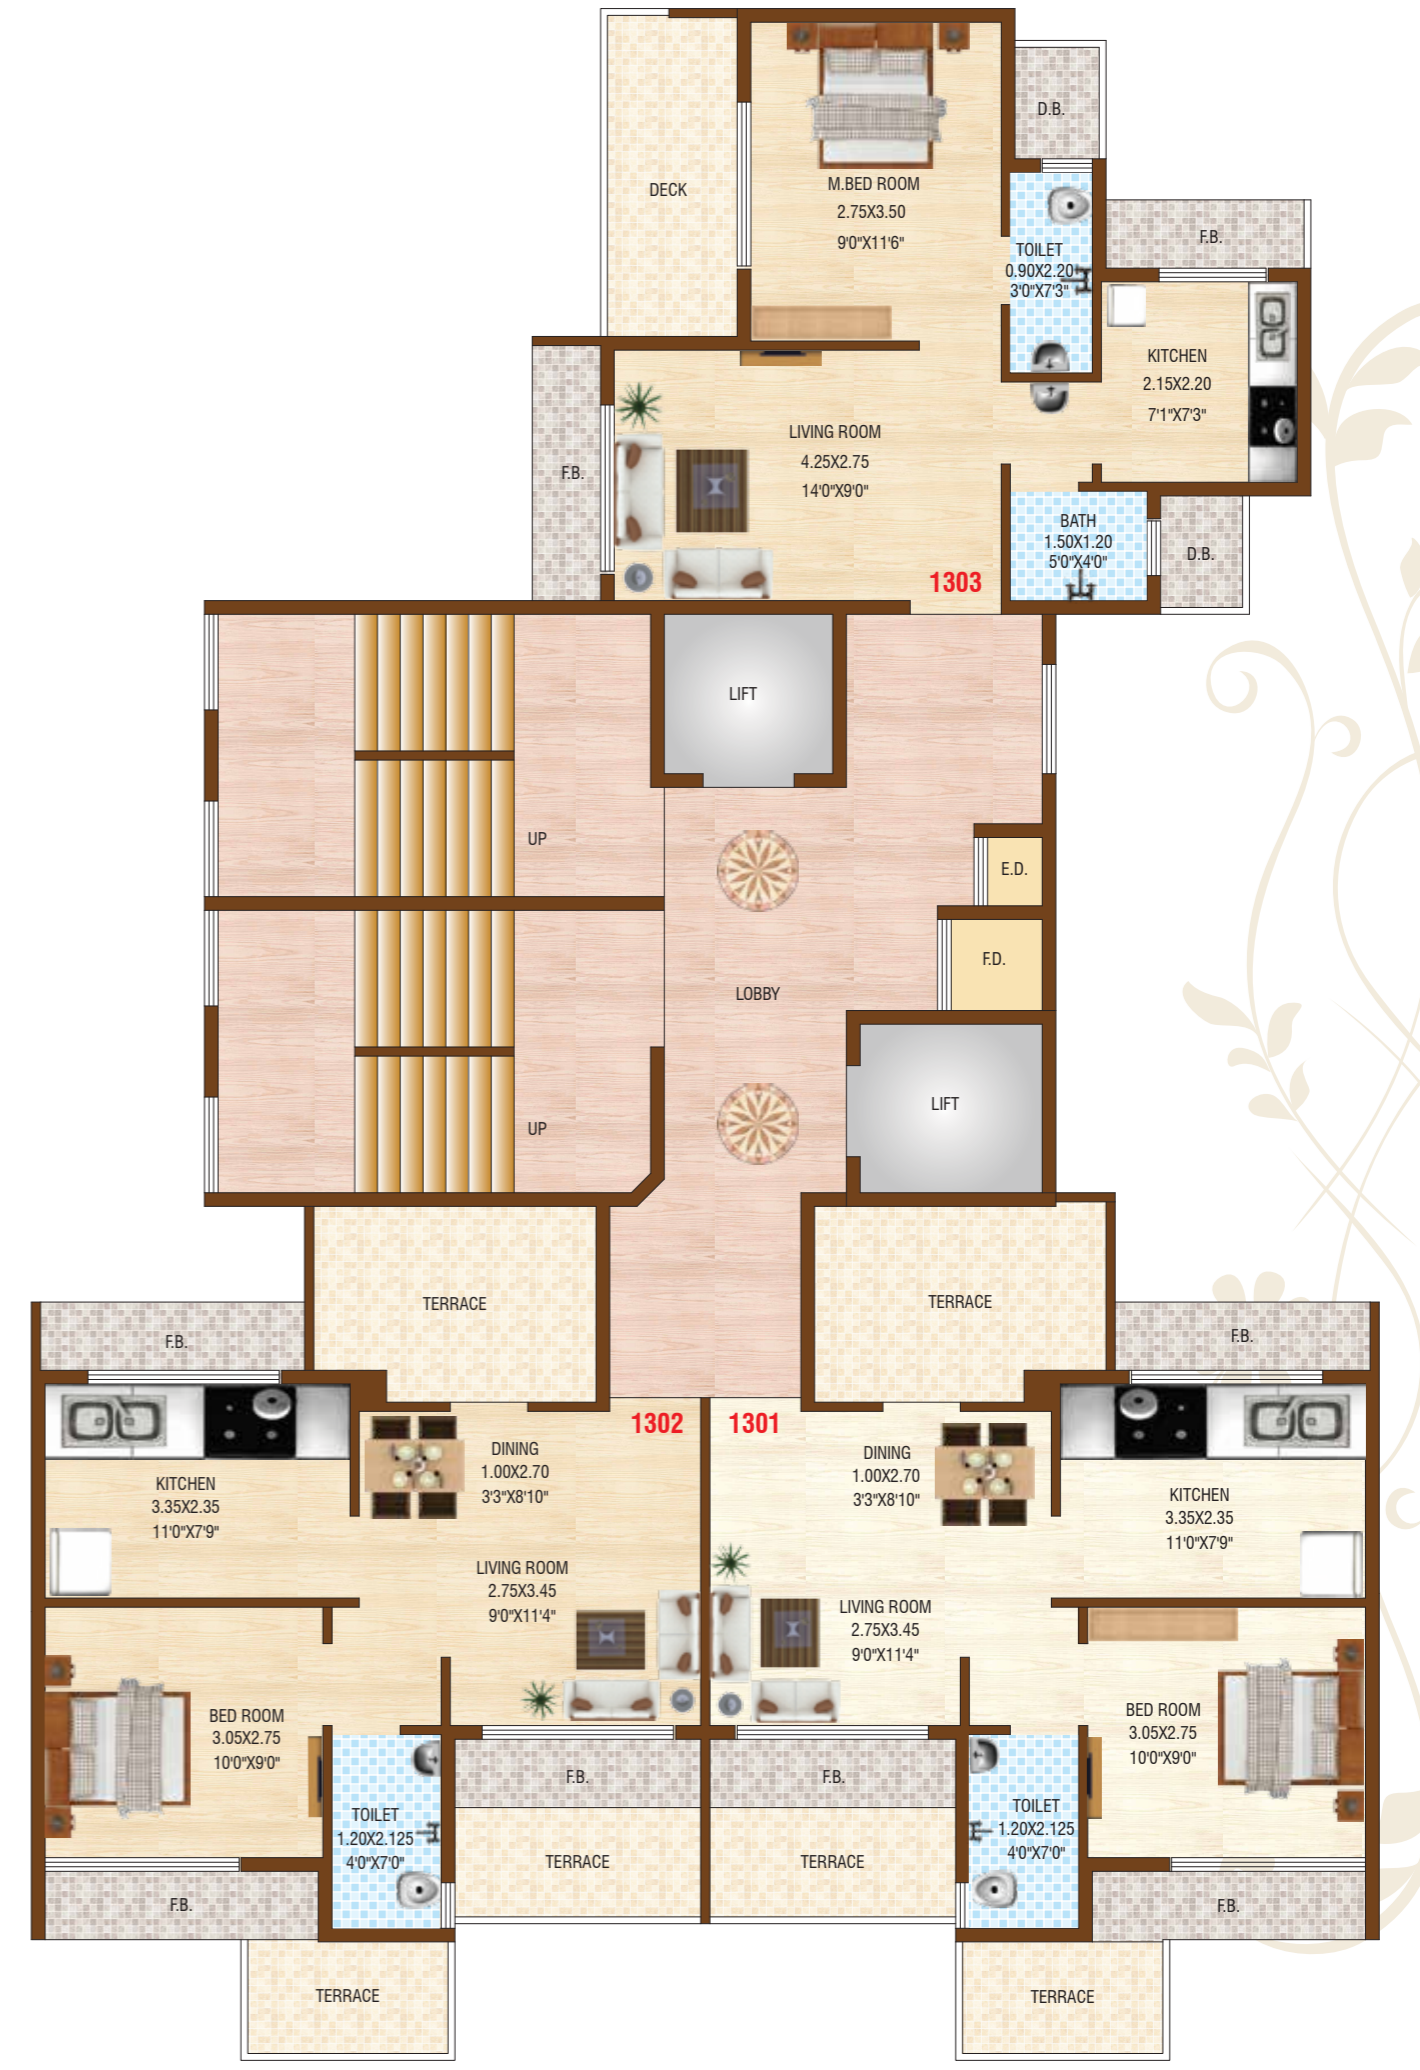 D.B.
DECK
M.BED ROOM
2.75X3.50
9'0"X11'6"
F.B.
TOILET
0.90X2.20
3'0"X7'3"
KITCHEN
2.15X2.20
7'1"X7'3"
LIVING ROOM
4.25X2.75
14'0"X9'0"
F.B.
BATH
1.50X1.20
5'0"X4'0"
D.B.
1303
LIFT
UP
E.D.
F.D.
LOBBY
LIFT
UP
TERRACE
TERRACE
F.B.
F.B.
1302
1301
DINING
1.00X2.70
3'3"X8'10"
DINING
1.00X2.70
3'3"X8'10"
KITCHEN
3.35X2.35
11'0"X7'9"
KITCHEN
3.35X2.35
11'0"X7'9"
LIVING ROOM
2.75X3.45
9'0"X11'4"
LIVING ROOM
2.75X3.45
9'0"X11'4"
BED ROOM
3.05X2.75
10'0"X9'0"
BED ROOM
3.05X2.75
10'0"X9'0"
F.B.
F.B.
TOILET
1.20X2.125
4'0"X7'0"
TOILET
1.20X2.125
4'0"X7'0"
TERRACE
TERRACE
F.B.
F.B.
TERRACE
TERRACE